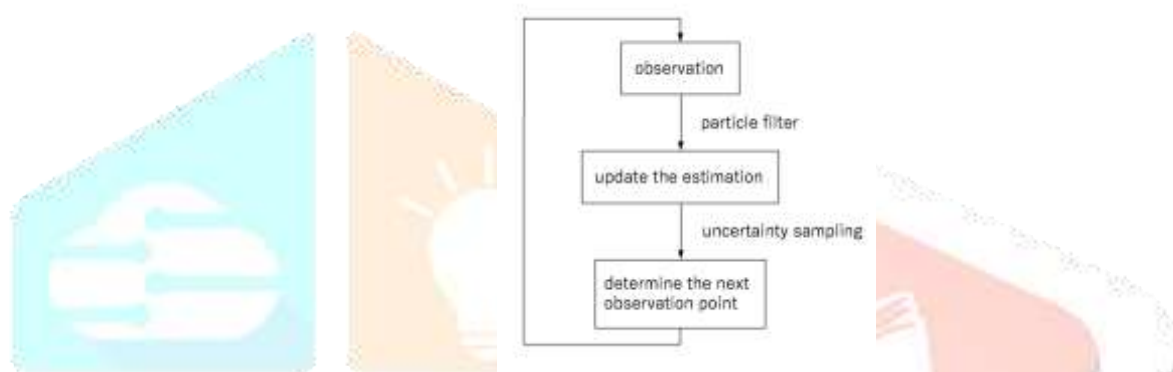 observation
particle filter
update the estimation
uncertainty sampling
determine the next
observation point